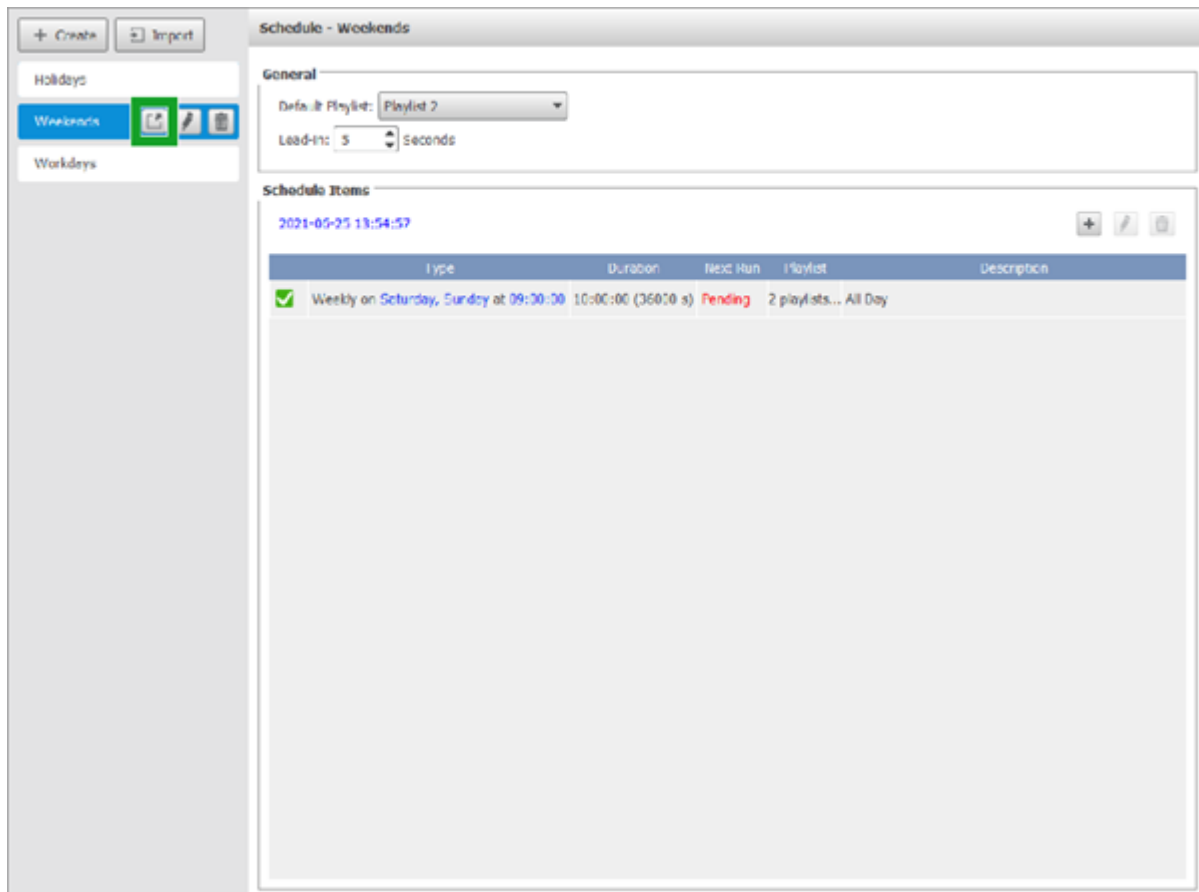 + Create Import
Holidays
Weekends
Workdays
Schedule - Weekends
General
Default Playlist: Playlist 2
Lead-In: 5 Seconds
Schedule Items
2021-05-25 13:54:57
Type Duration Next Run Playlist Description
Weekly on Saturday, Sunday at 09:00:00 10:00:00 (36000 s) Pending 2 playlists... All Day